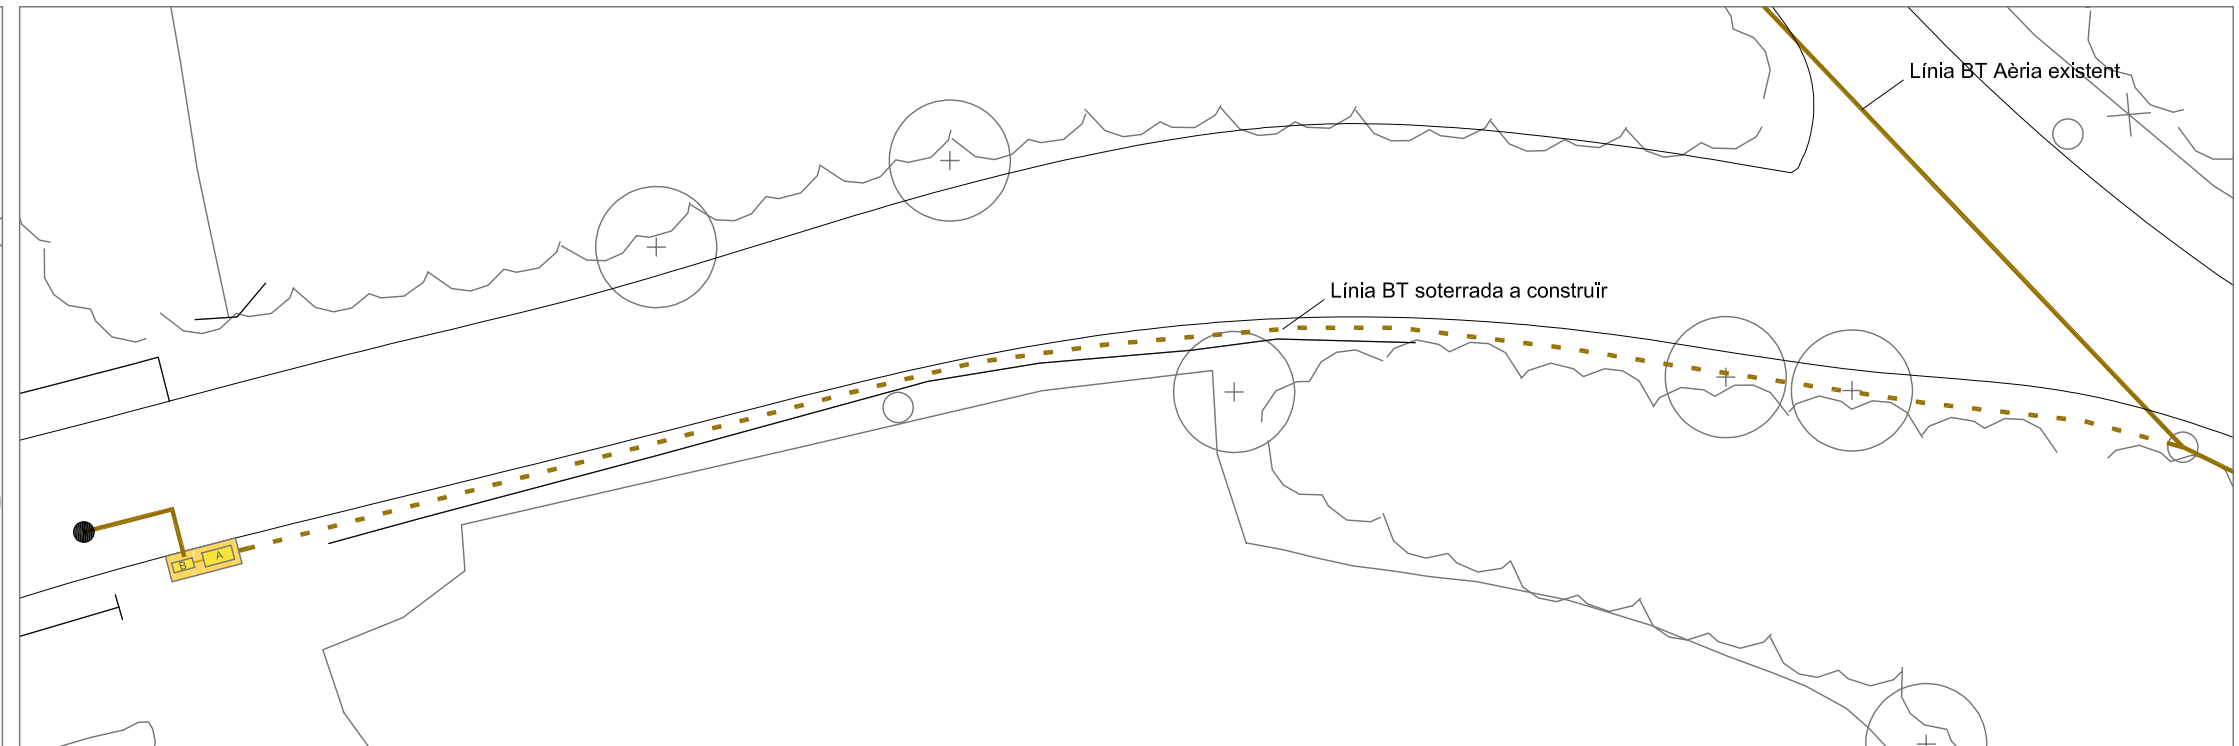 Línia BT Aèria existent
Línia BT soterrada a construïr
A
B